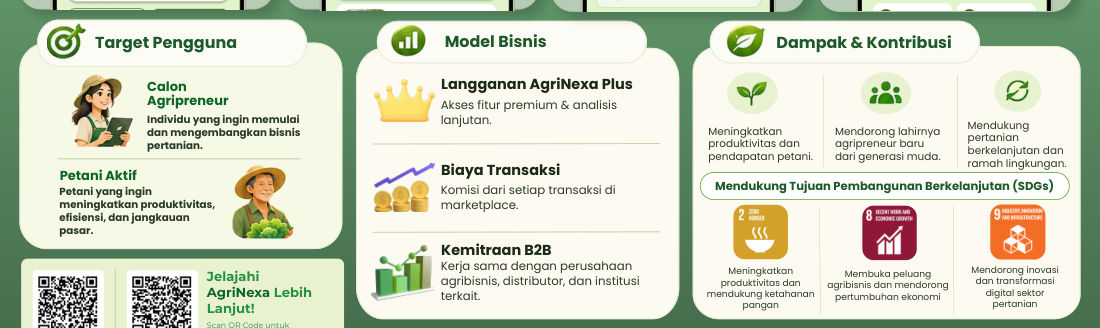 Target Pengguna
Calon
Agripreneur
Individu yang ingin memulai
dan mengembangkan bisnis
pertanian.
Petani Aktif
Petani yang ingin
meningkatkan produktivitas,
efisiensi, dan jangkauan
pasar.
Jelajahi
AgriNexa Lebih
Lanjut!
Scan QR Code untuk
Model Bisnis
Langganan AgriNexa Plus
Akses fitur premium & analisis
lanjutan.
Biaya Transaksi
Komisi dari setiap transaksi di
marketplace.
Kemitraan B2B
Kerja sama dengan perusahaan
agribisnis, distributor, dan institusi
terkait.
Dampak & Kontribusi
Meningkatkan
produktivitas dan
pendapatan petani.
Mendorong lahirnya
agripreneur baru
dari generasi muda.
Mendukung
pertanian
berkelanjutan dan
ramah lingkungan.
Mendukung Tujuan Pembangunan Berkelanjutan (SDGs)
2 ZERO
HUNGER
Meningkatkan
produktivitas dan
mendukung ketahanan
pangan
8 DECENT WORK AND
ECONOMIC GROWTH
Membuka peluang
agribisnis dan mendorong
pertumbuhan ekonomi
9 INDUSTRY, INNOVATION
AND INFRASTRUCTURE
Mendorong inovasi
dan transformasi
digital sektor
pertanian